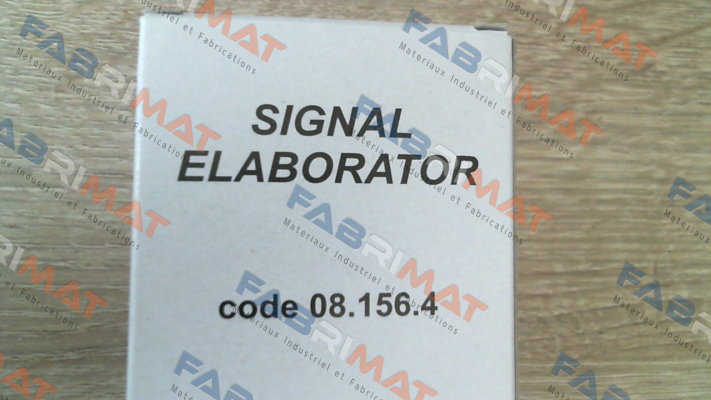 SIGNAL
ELABORATOR
code 08.156.4
FABRIMAT
Materiaux Industriel et Fabrications